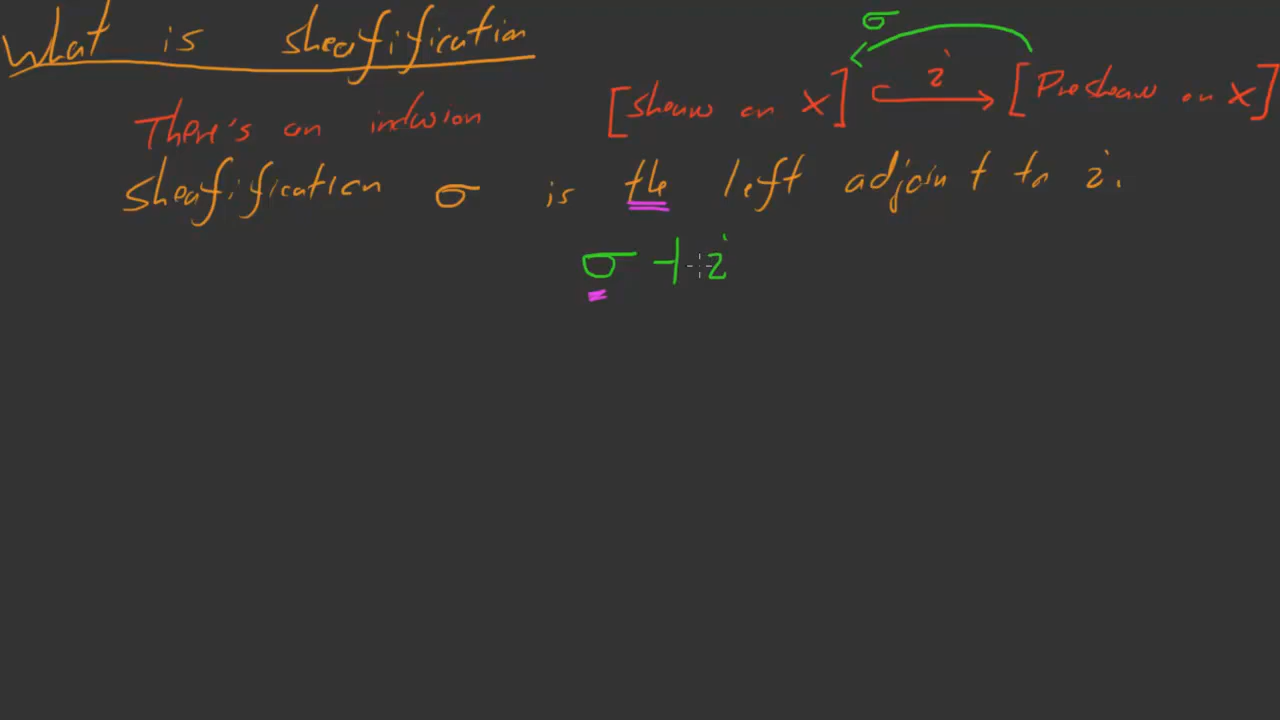 What is sheafification
σ
There's an inclusion [Sheaves on X] i [Presheaves on X]
Sheafification σ is the left adjoint to i.
σ ⊣ i